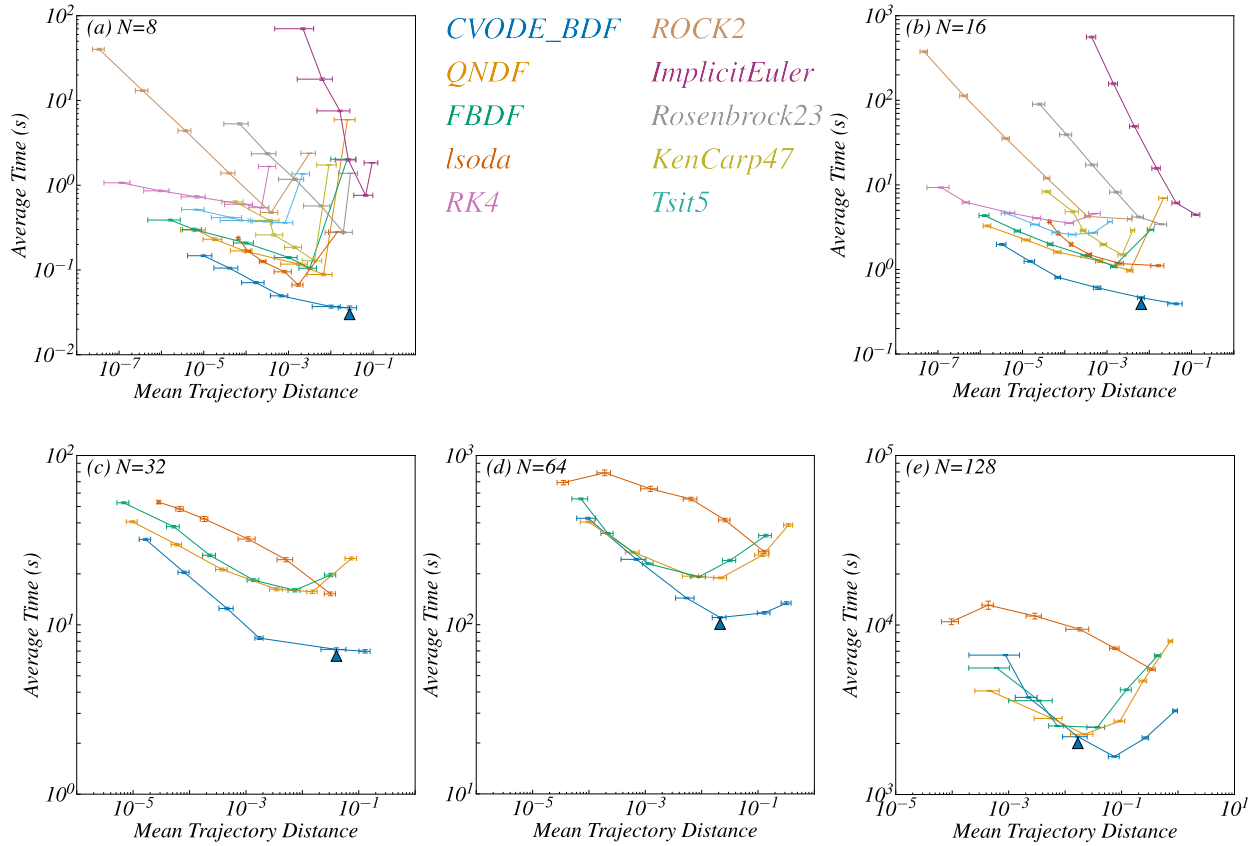 (a) N=8
10^2
10^1
10^0
10^-1
10^-2
Average Time (s)
10^-7
10^-5
10^-3
10^-1
Mean Trajectory Distance
CVODE_BDF
QNDF
FBDF
lsoda
RK4
ROCK2
ImplicitEuler
Rosenbrock23
KenCarp47
Tsit5
(b) N=16
10^3
10^2
10^1
10^0
10^-1
Average Time (s)
10^-7
10^-5
10^-3
10^-1
Mean Trajectory Distance
(c) N=32
10^2
10^1
10^0
Average Time (s)
10^-5
10^-3
10^-1
Mean Trajectory Distance
(d) N=64
10^3
10^2
10^1
Average Time (s)
10^-5
10^-3
10^-1
Mean Trajectory Distance
(e) N=128
10^5
10^4
10^3
Average Time (s)
10^-5
10^-3
10^-1
10^1
Mean Trajectory Distance